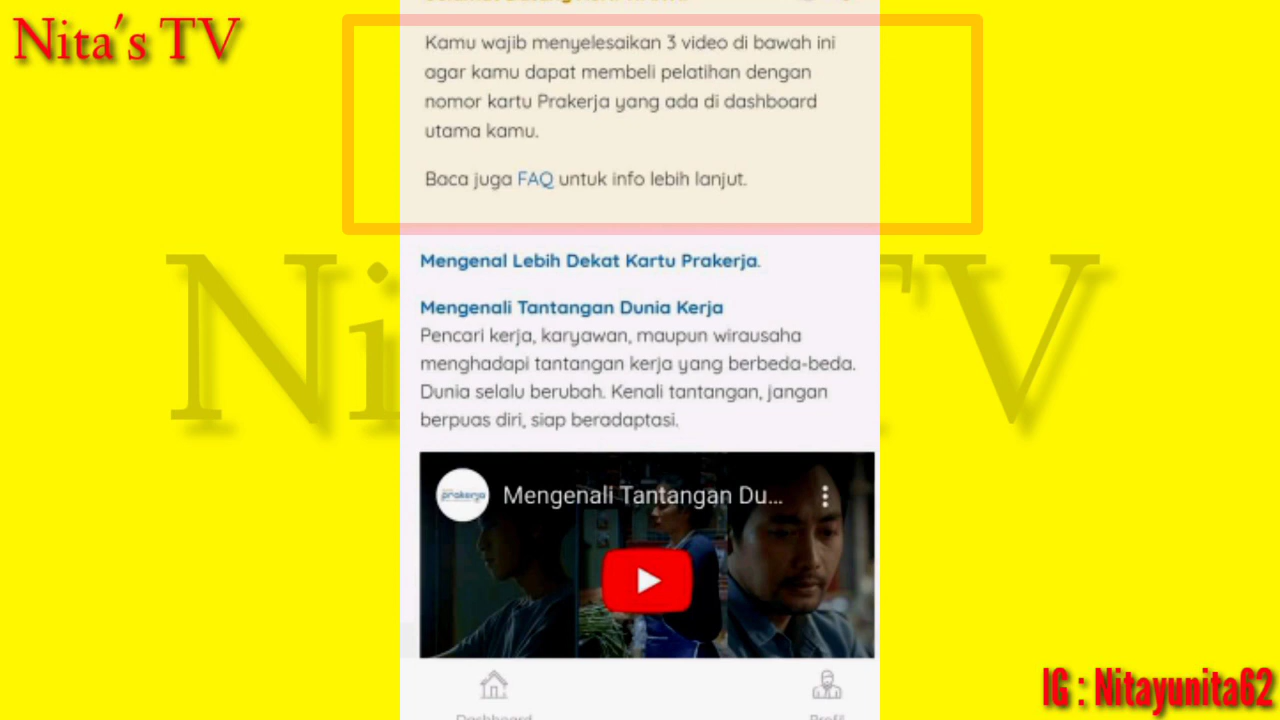 Nita's TV
Kamu wajib menyelesaikan 3 video di bawah ini
agar kamu dapat membeli pelatihan dengan
nomor kartu Prakerja yang ada di dashboard
utama kamu.
Baca juga FAQ untuk info lebih lanjut.
Mengenal Lebih Dekat Kartu Prakerja.
Mengenali Tantangan Dunia Kerja
Pencari kerja, karyawan, maupun wirausaha
menghadapi tantangan kerja yang berbeda-beda.
Dunia selalu berubah. Kenali tantangan, jangan
berpuas diri, siap beradaptasi.
prakerja
Mengenali Tantangan Du...
Dashboard
Profil
IG : Nitayunita62